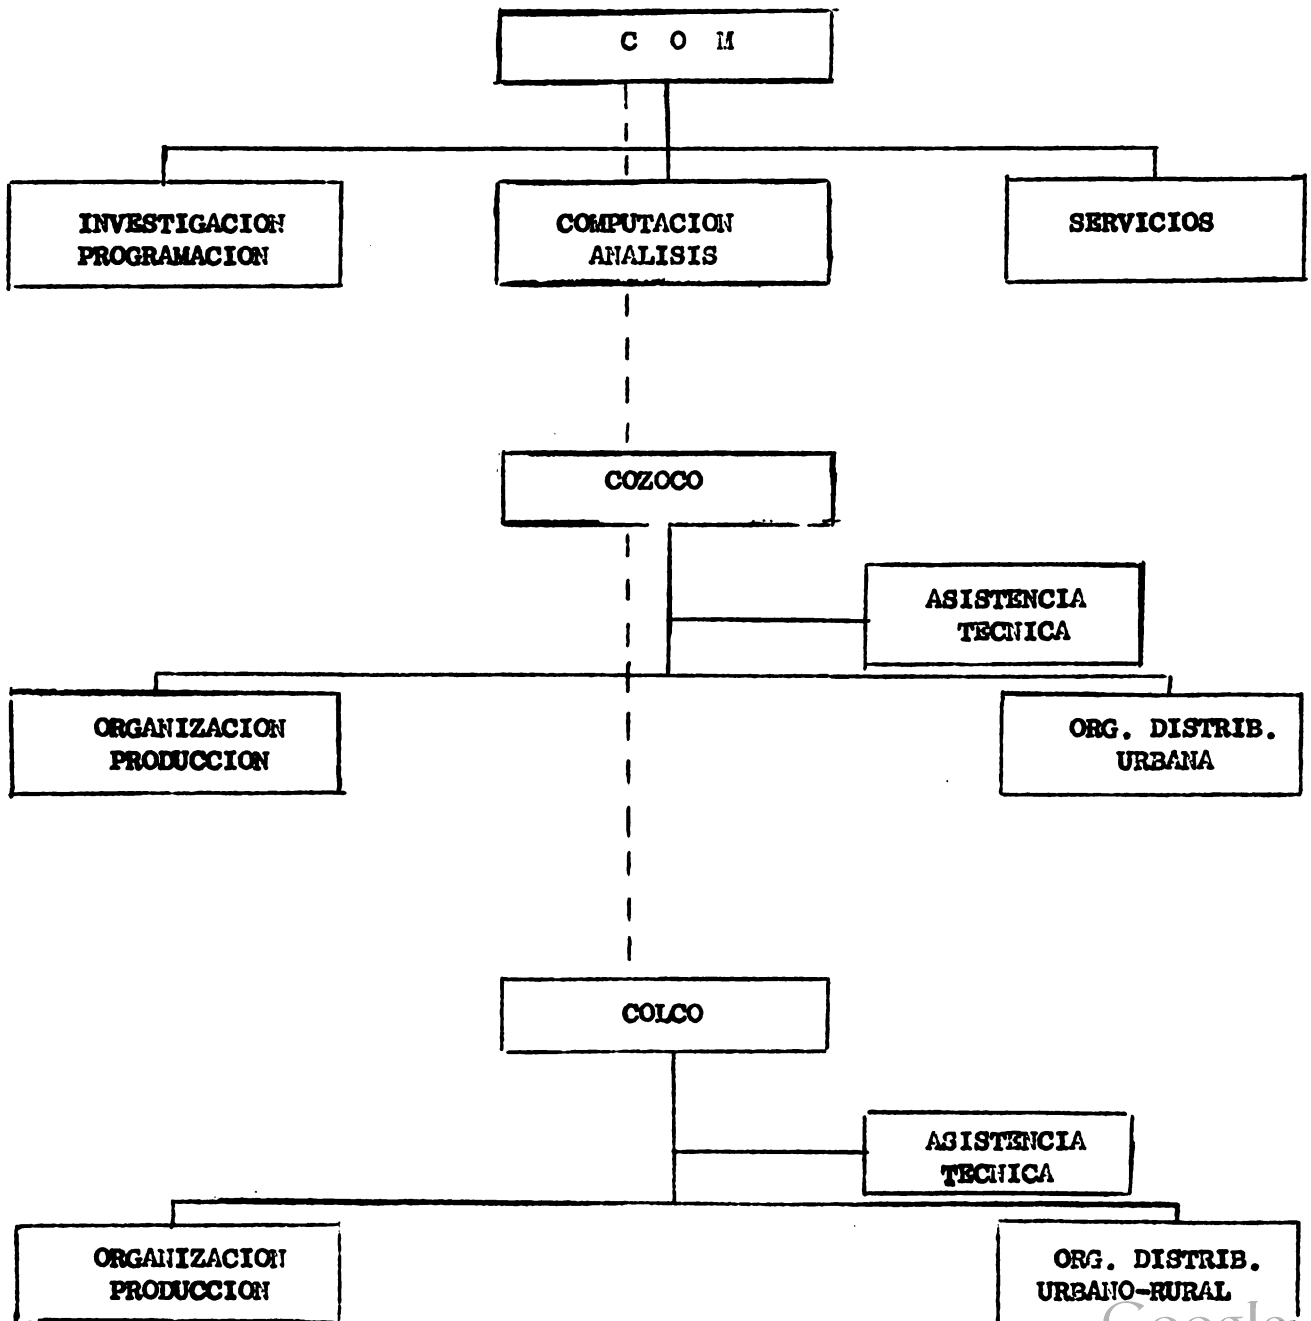 C O M
INVESTIGACION
PROGRAMACION
COMPUTACION
ANALISIS
SERVICIOS
COZOCO
ASISTENCIA
TECNICA
ORGANIZACION
PRODUCCION
ORG. DISTRIB.
URBANA
COLCO
ASISTENCIA
TECNICA
ORGANIZACION
PRODUCCION
ORG. DISTRIB.
URBANO-RURAL
Google